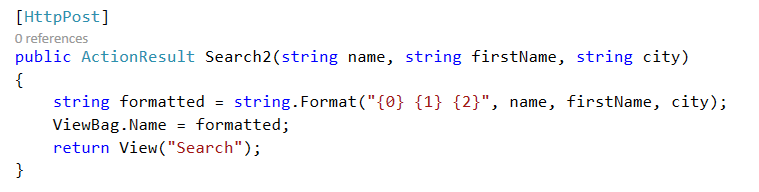 [HttpPost]
0 references
public ActionResult Search2(string name, string firstName, string city)
{
    string formatted = string.Format("{0} {1} {2}", name, firstName, city);
    ViewBag.Name = formatted;
    return View("Search");
}